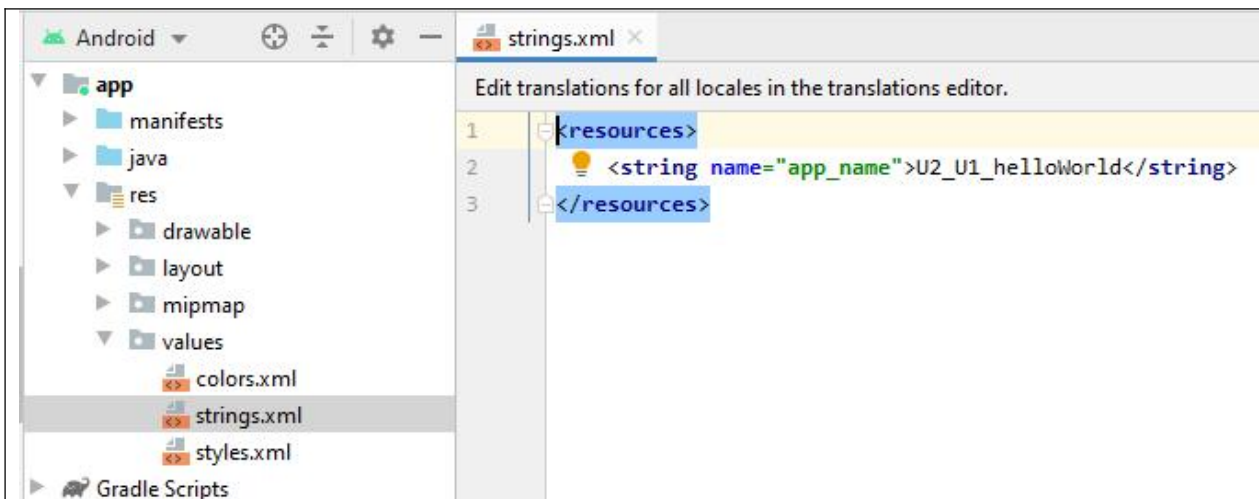 Android
app
manifests
java
res
drawable
layout
mipmap
values
colors.xml
strings.xml
styles.xml
Gradle Scripts
strings.xml
Edit translations for all locales in the translations editor.
1 <resources>
2 <string name="app_name">U2_U1_helloWorld</string>
3 </resources>